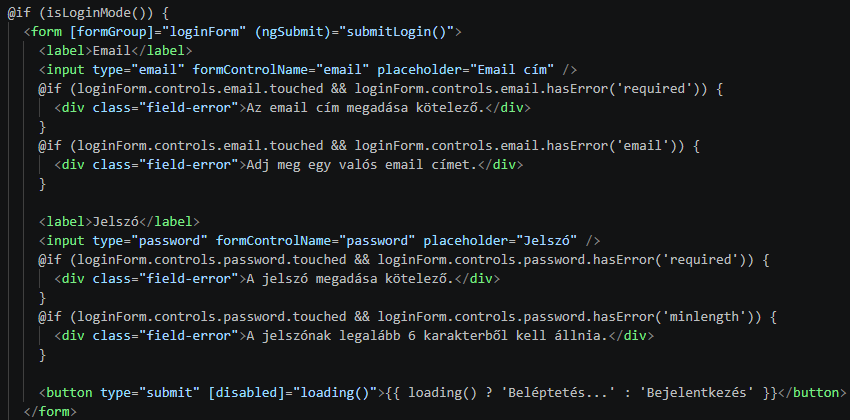 @if (isLoginMode()) {
<form [formGroup]="loginForm" (ngSubmit)="submitLogin()">
<label>Email</label>
<input type="email" formControlName="email" placeholder="Email cím" />
@if (loginForm.controls.email.touched && loginForm.controls.email.hasError('required')) {
<div class="field-error">Az email cím megadása kötelező.</div>
}
@if (loginForm.controls.email.touched && loginForm.controls.email.hasError('email')) {
<div class="field-error">Adj meg egy valós email címet.</div>
}
<label>Jelszó</label>
<input type="password" formControlName="password" placeholder="Jelszó" />
@if (loginForm.controls.password.touched && loginForm.controls.password.hasError('required')) {
<div class="field-error">A jelszó megadása kötelező.</div>
}
@if (loginForm.controls.password.touched && loginForm.controls.password.hasError('minlength')) {
<div class="field-error">A jelszónak legalább 6 karakterből kell állnia.</div>
}
<button type="submit" [disabled]="loading()">{{ loading() ? 'Beléptetés...' : 'Bejelentkezés' }}</button>
</form>